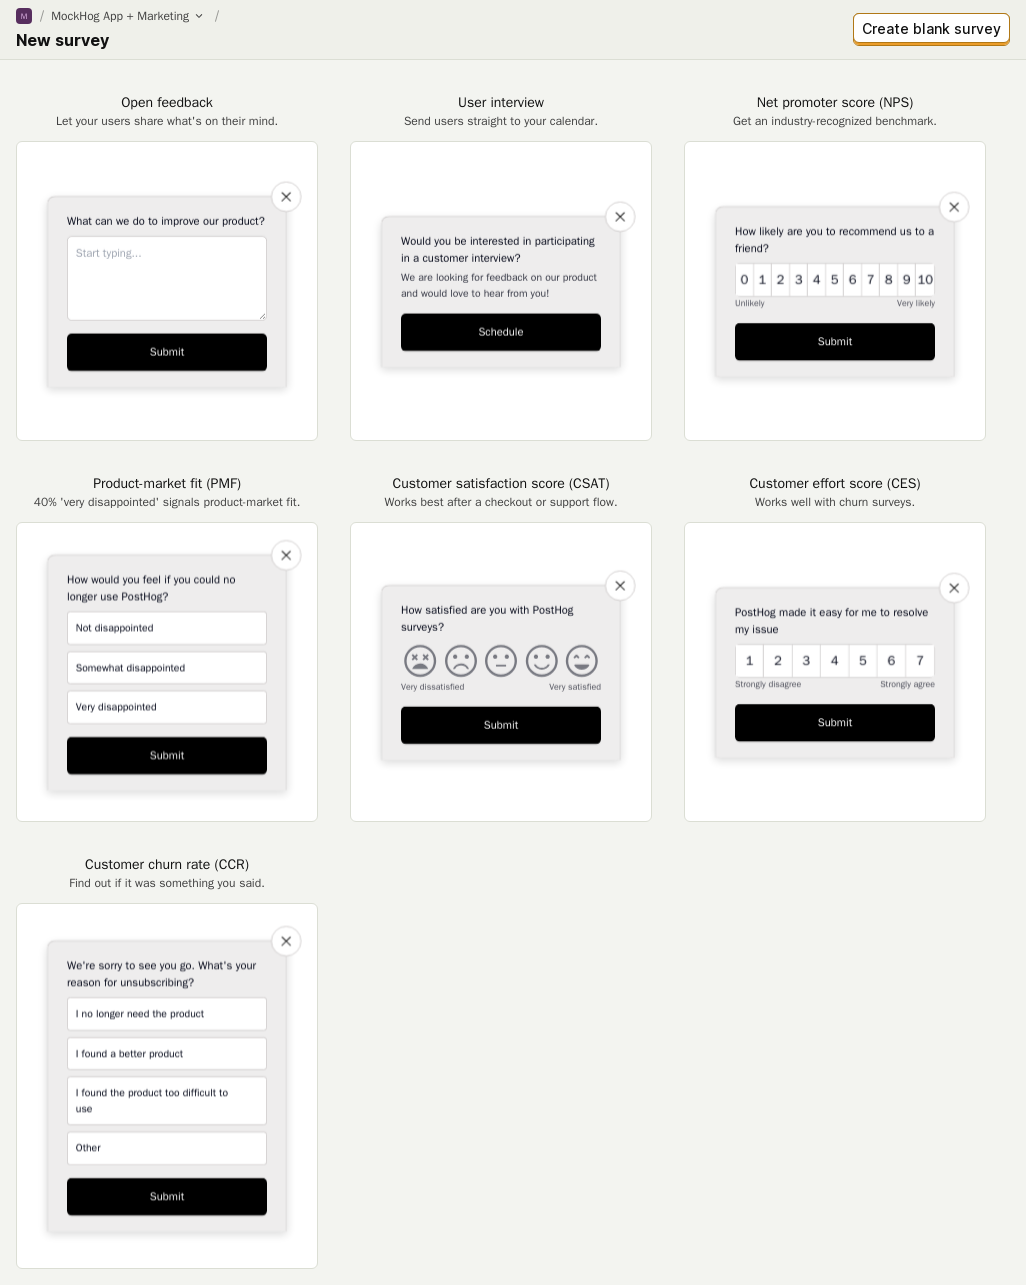 M / MockHog App + Marketing /
New survey
Create blank survey
Open feedback
Let your users share what's on their mind.
What can we do to improve our product?
Start typing...
Submit
User interview
Send users straight to your calendar.
Would you be interested in participating
in a customer interview?
We are looking for feedback on our product
and would love to hear from you!
Schedule
Net promoter score (NPS)
Get an industry-recognized benchmark.
How likely are you to recommend us to a
friend?
0 1 2 3 4 5 6 7 8 9 10
Unlikely Very likely
Submit
Product-market fit (PMF)
40% 'very disappointed' signals product-market fit.
How would you feel if you could no
longer use PostHog?
Not disappointed
Somewhat disappointed
Very disappointed
Submit
Customer satisfaction score (CSAT)
Works best after a checkout or support flow.
How satisfied are you with PostHog
surveys?
Very dissatisfied Very satisfied
Submit
Customer effort score (CES)
Works well with churn surveys.
PostHog made it easy for me to resolve
my issue
1 2 3 4 5 6 7
Strongly disagree Strongly agree
Submit
Customer churn rate (CCR)
Find out if it was something you said.
We're sorry to see you go. What's your
reason for unsubscribing?
I no longer need the product
I found a better product
I found the product too difficult to
use
Other
Submit